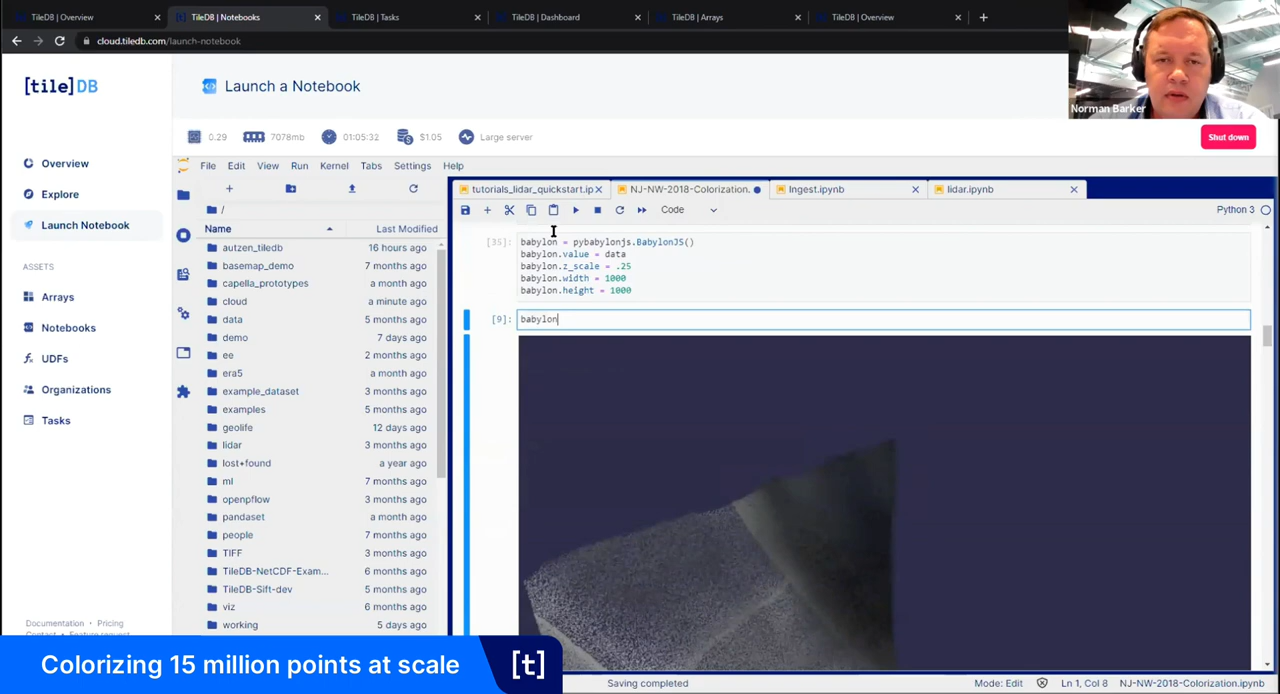 TileDB | Overview
TileDB | Notebooks
TileDB | Tasks
TileDB | Dashboard
TileDB | Arrays
TileDB | Overview
cloud.tiledb.com/launch-notebook
Norman Barker
[tile]DB
Launch a Notebook
0.29 7078mb 01:05:32 $1.05 Large server
Shut down
Overview
Explore
Launch Notebook
ASSETS
Arrays
Notebooks
UDFs
Organizations
Tasks
Documentation · Pricing
Contact · Feature request
File Edit View Run Kernel Tabs Settings Help
/
Name Last Modified
autzen_tiledb 16 hours ago
basemap_demo 7 months ago
capella_prototypes a month ago
cloud a minute ago
data 5 months ago
demo 7 days ago
ee 2 months ago
era5 a month ago
example_dataset 3 months ago
examples 5 months ago
geolife 12 days ago
lidar 3 months ago
lost+found a year ago
ml 7 months ago
openpflow 7 months ago
pandaset a month ago
people 7 months ago
TIFF 3 months ago
TileDB-NetCDF-Exam... 6 months ago
TileDB-Sift-dev 5 months ago
viz 6 months ago
working 5 days ago
tutorials_lidar_quickstart.ip
NJ-NW-2018-Colorization.
Ingest.ipynb
lidar.ipynb
Code
Python 3
[35]: babylon = pybabylonjs.BabylonJS()
babylon.value = data
babylon.z_scale = .25
babylon.width = 1000
babylon.height = 1000
[9]: babylon
Colorizing 15 million points at scale
[t]
Saving completed
Mode: Edit
Ln 1, Col 8
NJ-NW-2018-Colorization.ipynb